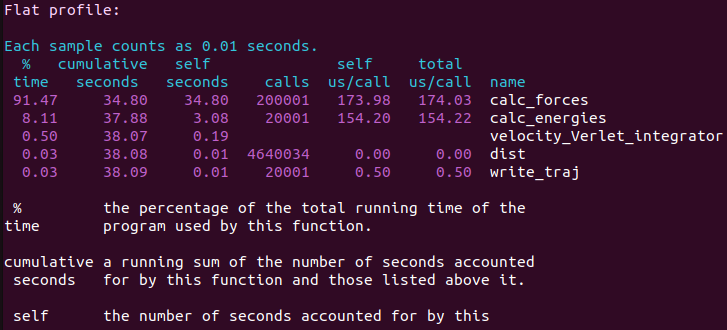 Flat profile:

Each sample counts as 0.01 seconds.
  %   cumulative   self              self     total
 time   seconds   seconds    calls  us/call  us/call  name
 91.47     34.80    34.80   200001   173.98   174.03  calc_forces
  8.11     37.88     3.08    20001   154.20   154.22  calc_energies
  0.50     38.07     0.19                             velocity_Verlet_integrator
  0.03     38.08     0.01  4640034     0.00     0.00  dist
  0.03     38.09     0.01    20001     0.50     0.50  write_traj

 %         the percentage of the total running time of the
time       program used by this function.

cumulative a running sum of the number of seconds accounted
 seconds   for by this function and those listed above it.

 self      the number of seconds accounted for by this